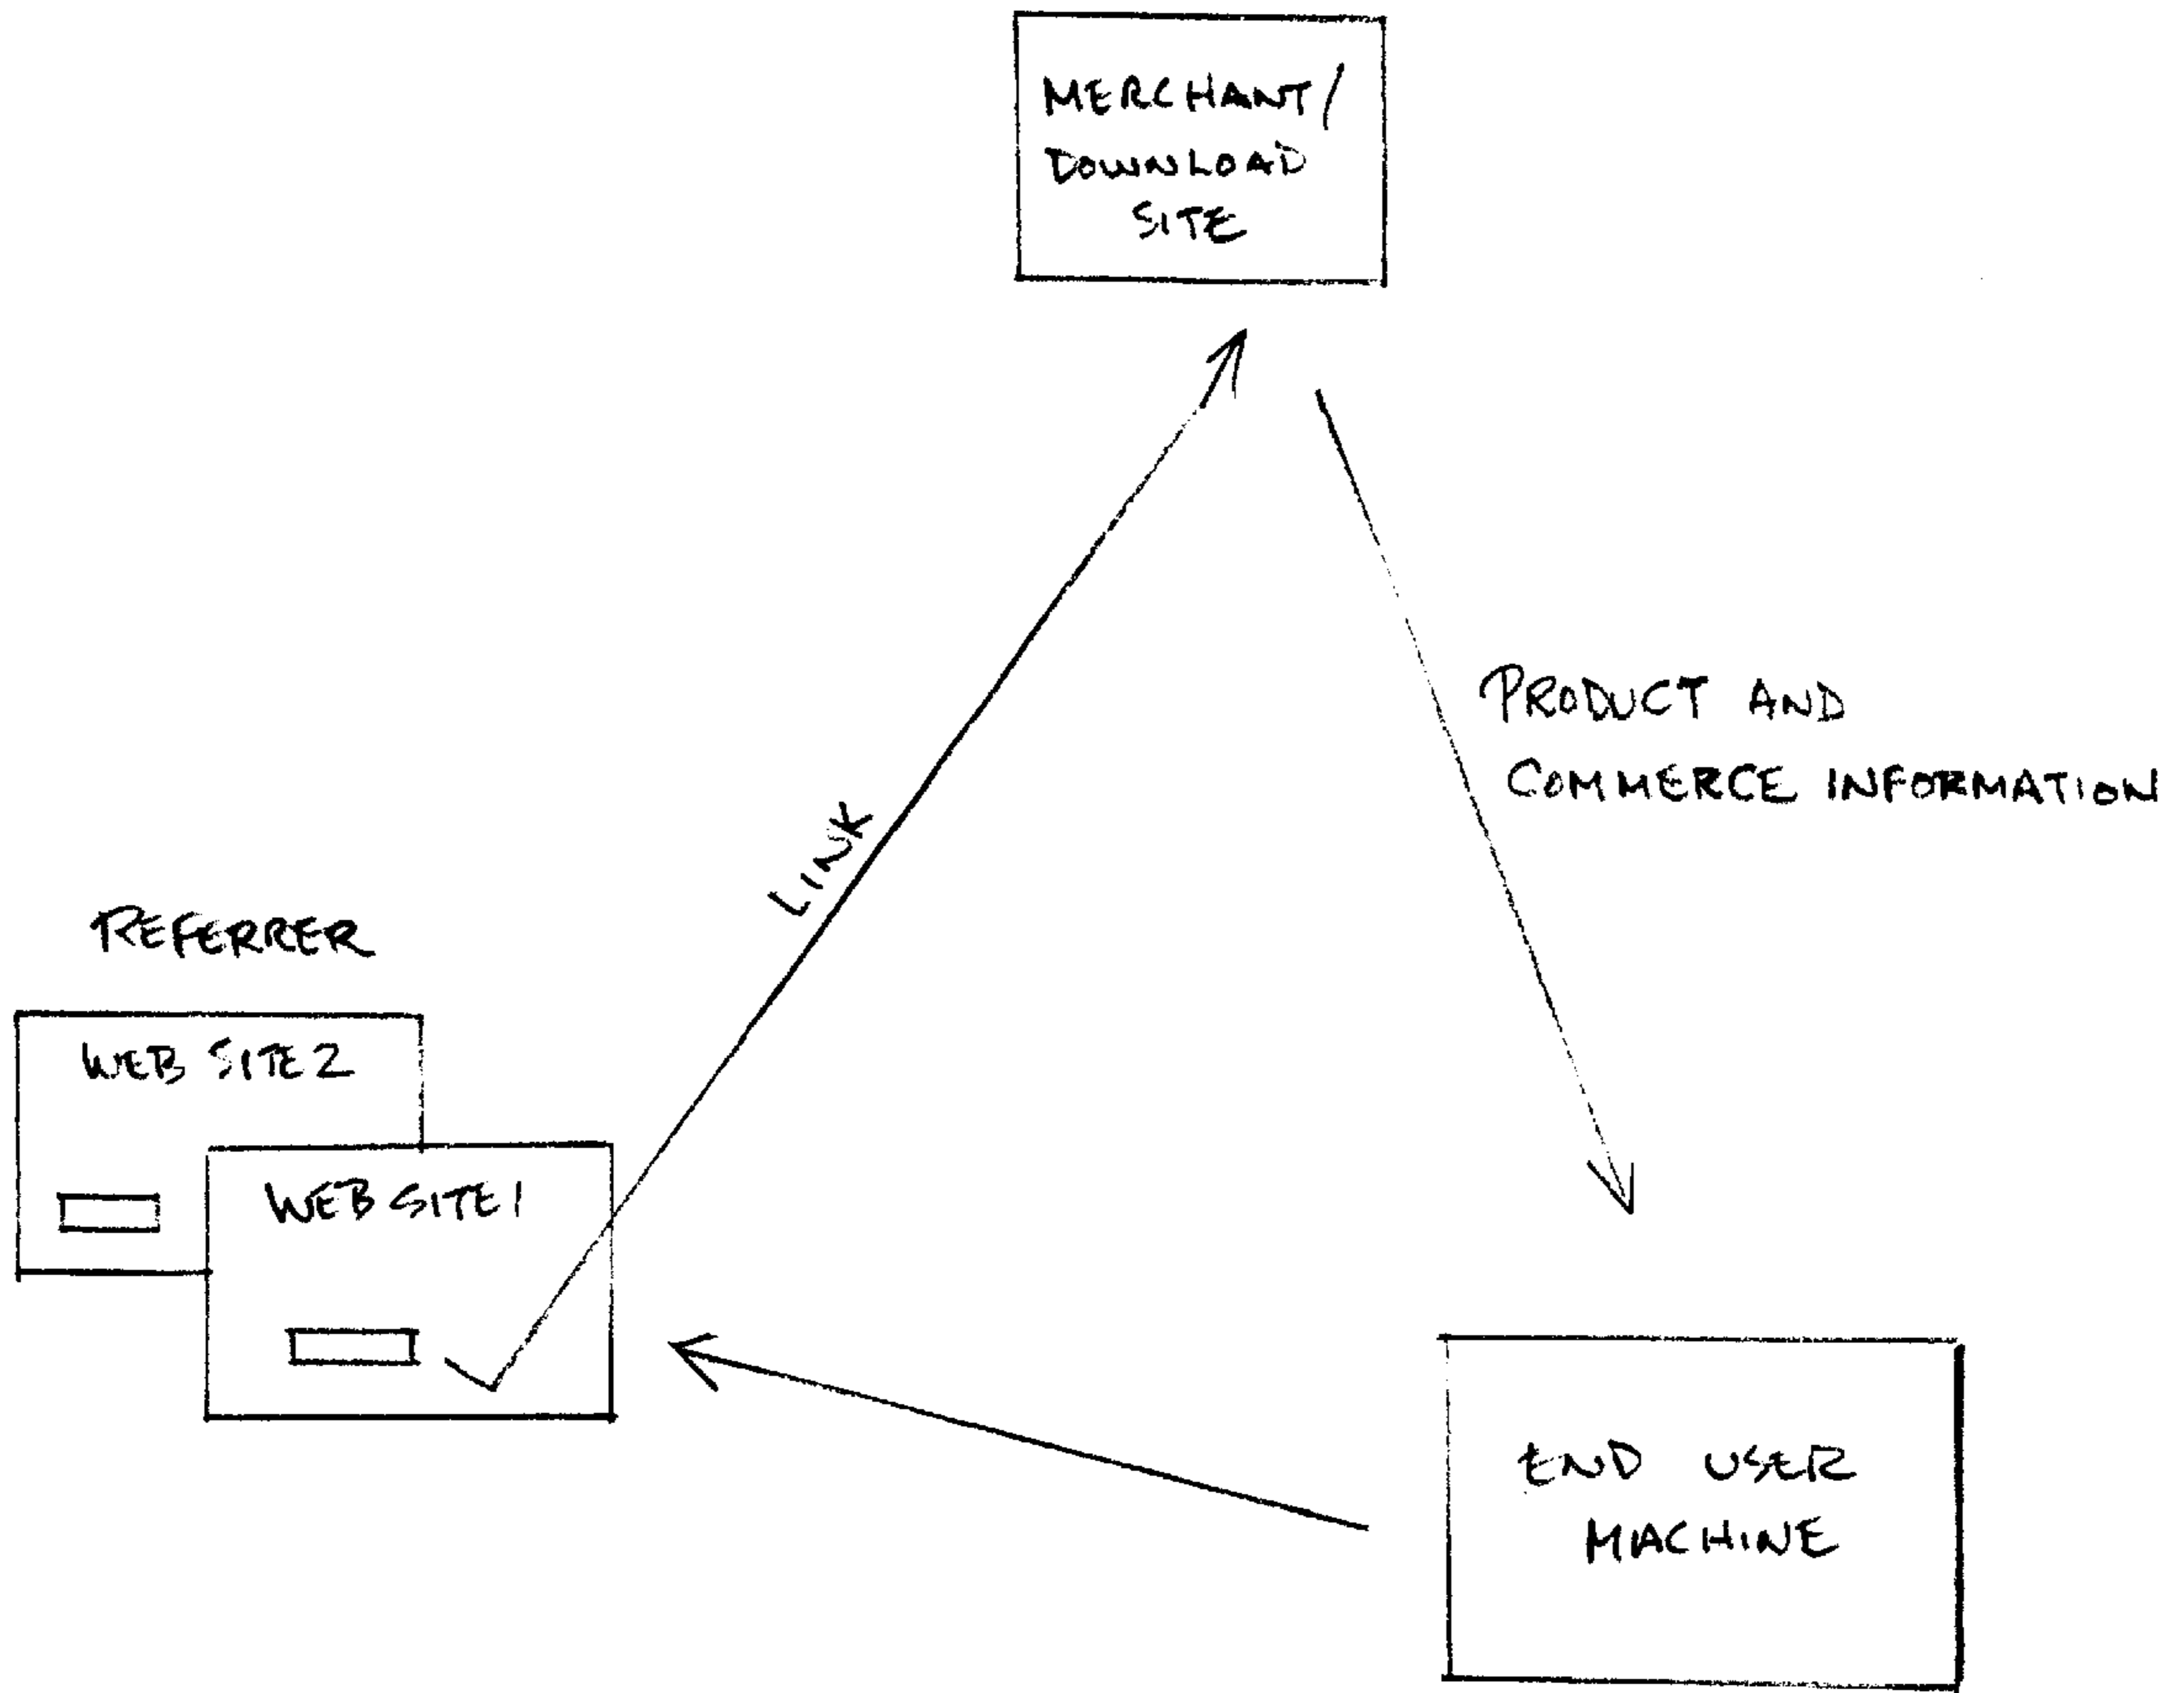 MERCHANT/
DOWNLOAD
SITE
LINK
PRODUCT AND
COMMERCE INFORMATION
REFERRER
WEB SITE 2
WEB SITE 1
END USER
MACHINE